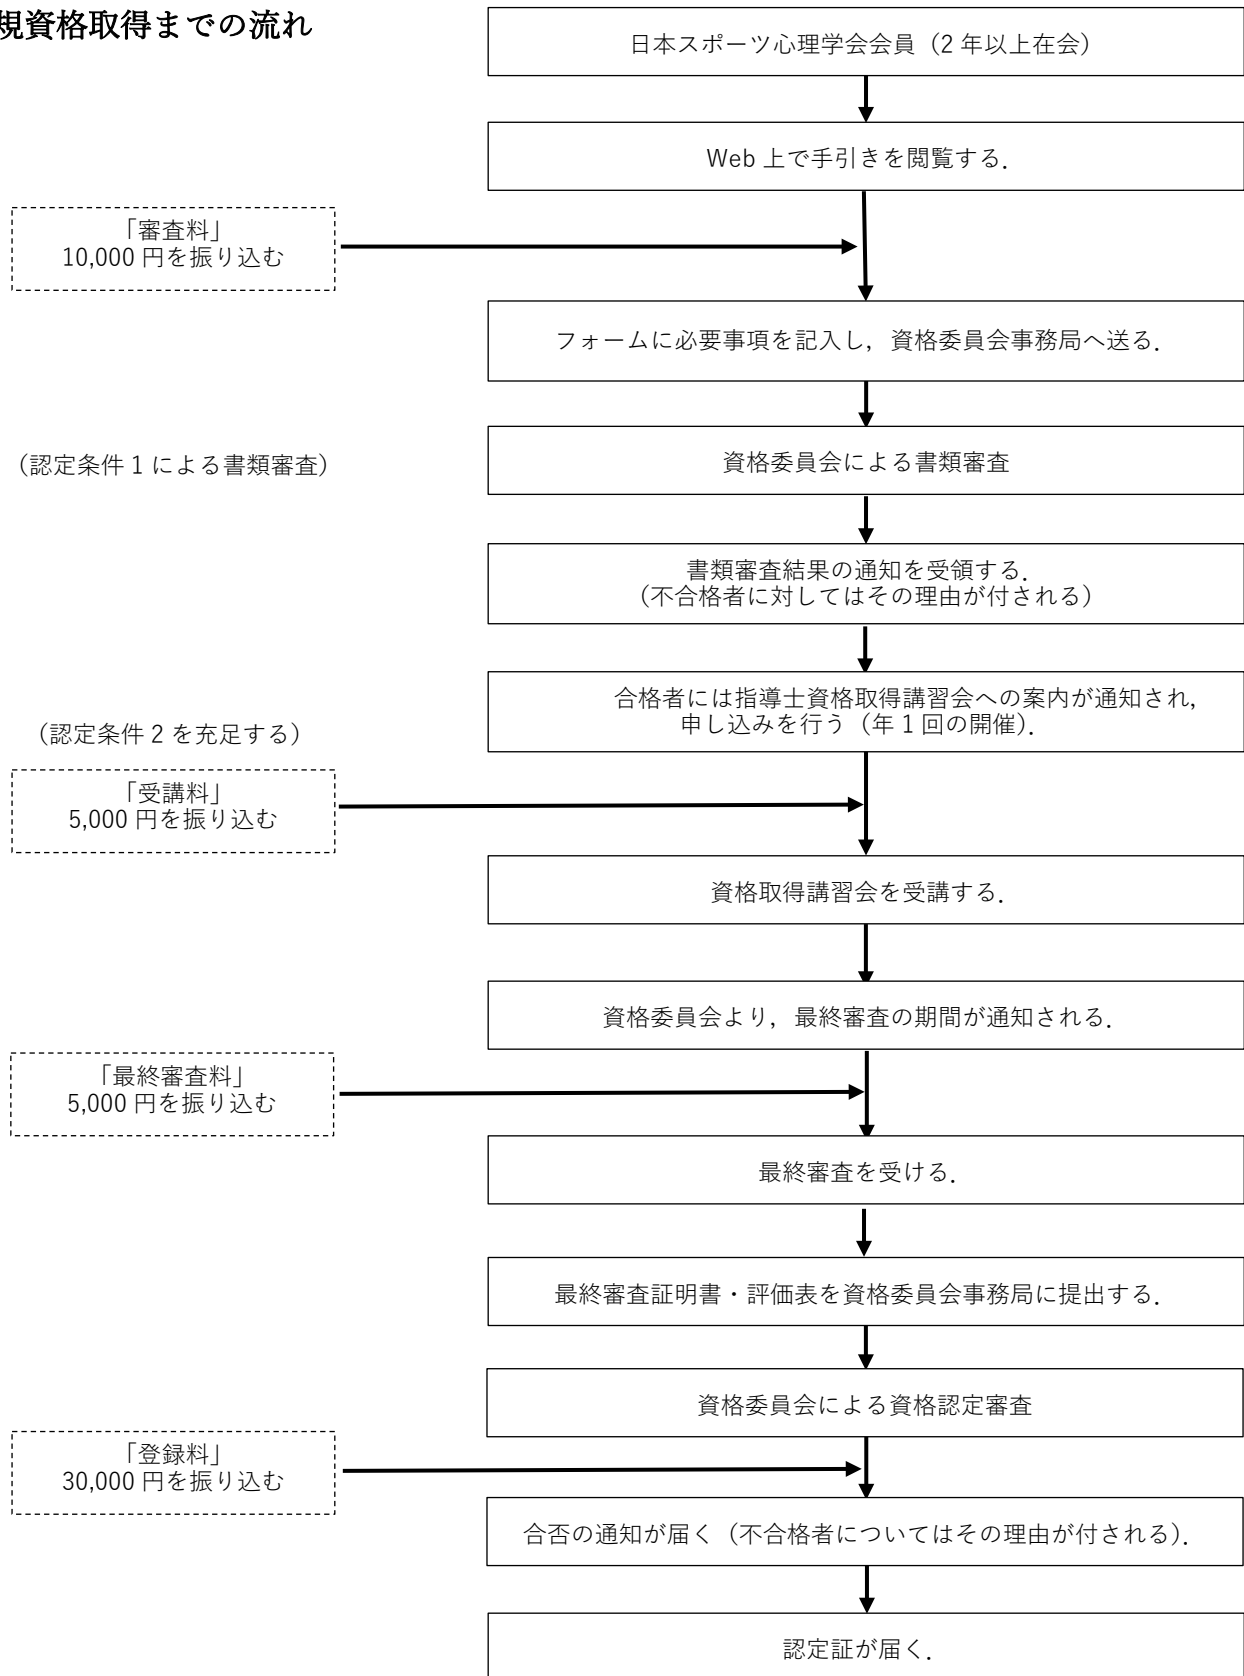 規資格取得までの流れ
日本スポーツ心理学会会員（2 年以上在会）
Web 上で手引きを閲覧する．
「審査料」
10,000 円を振り込む
フォームに必要事項を記入し，資格委員会事務局へ送る．
（認定条件 1 による書類審査）
資格委員会による書類審査
書類審査結果の通知を受領する．
（不合格者に対してはその理由が付される）
合格者には指導士資格取得講習会への案内が通知され，
申し込みを行う（年 1 回の開催）．
（認定条件 2 を充足する）
「受講料」
5,000 円を振り込む
資格取得講習会を受講する．
資格委員会より，最終審査の期間が通知される．
「最終審査料」
5,000 円を振り込む
最終審査を受ける．
最終審査証明書・評価表を資格委員会事務局に提出する．
資格委員会による資格認定審査
「登録料」
30,000 円を振り込む
合否の通知が届く（不合格者についてはその理由が付される）．
認定証が届く．